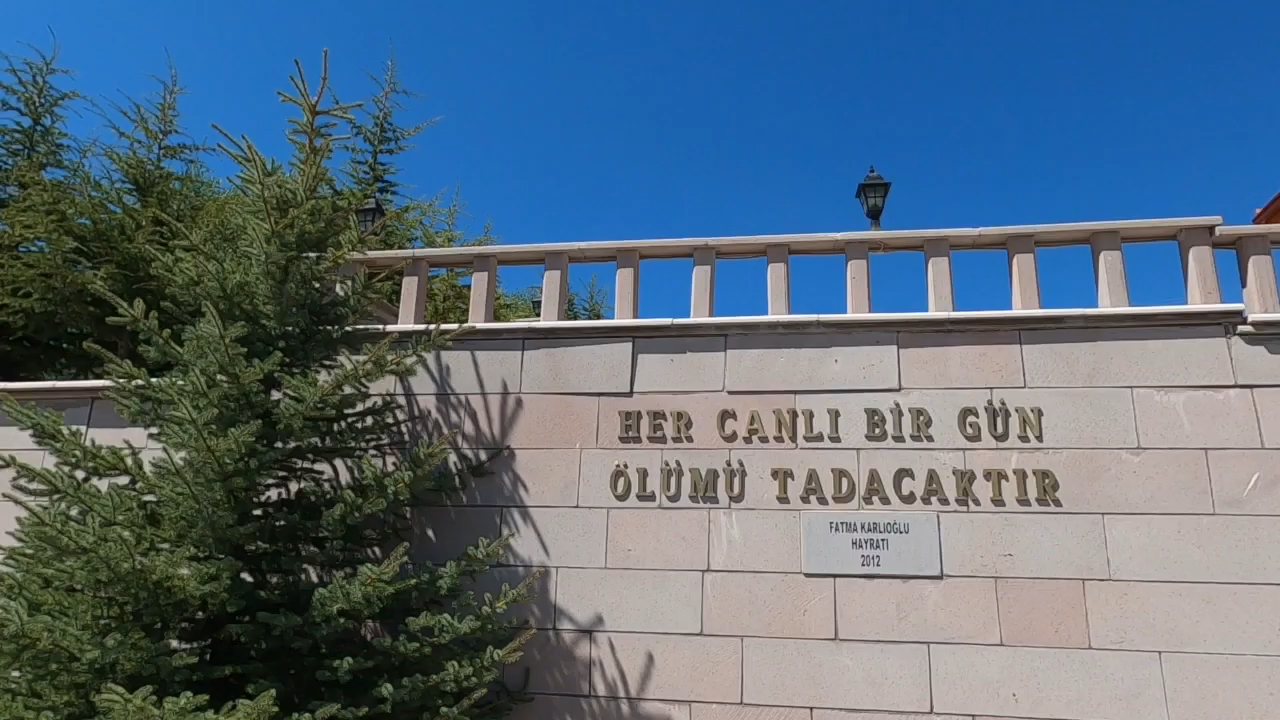 HER CANLI BİR GÜN
ÖLÜMÜ TADACAKTIR
FATMA KARLIOĞLU
HAYRATI
2012